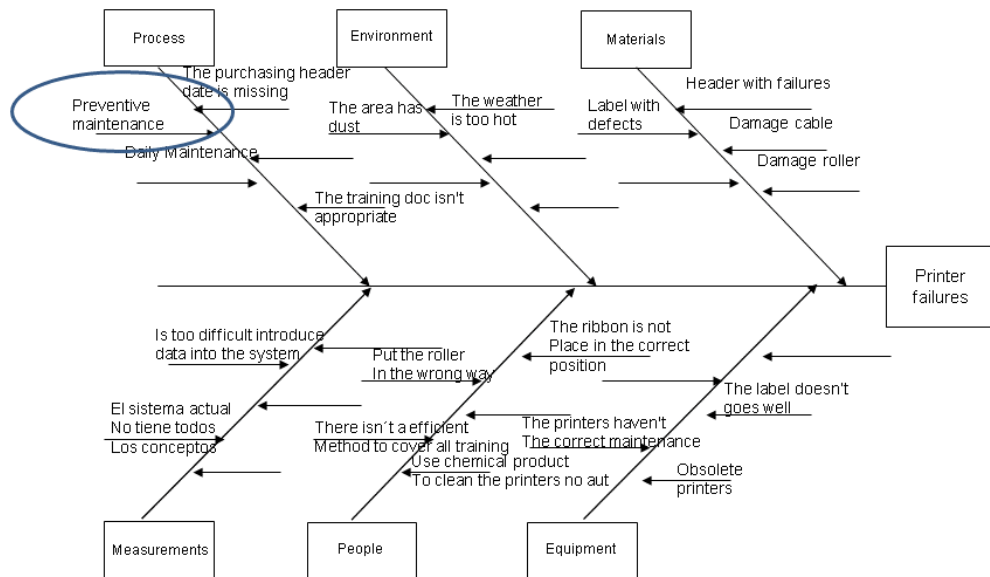 Process
Environment
Materials
The purchasing header
date is missing
Preventive
maintenance
Daily Maintenance
The training doc isn't
appropriate
The area has
dust
The weather
is too hot
Header with failures
Label with
defects
Damage cable
Damage roller
Printer
failures
Is too difficult introduce
data into the system
El sistema actual
No tiene todos
Los conceptos
Put the roller
In the wrong way
The ribbon is not
Place in the correct
position
There isn´t a efficient
Method to cover all training
Use chemical product
To clean the printers no aut
The label doesn't
goes well
The printers haven't
The correct maintenance
Obsolete
printers
Measurements
People
Equipment